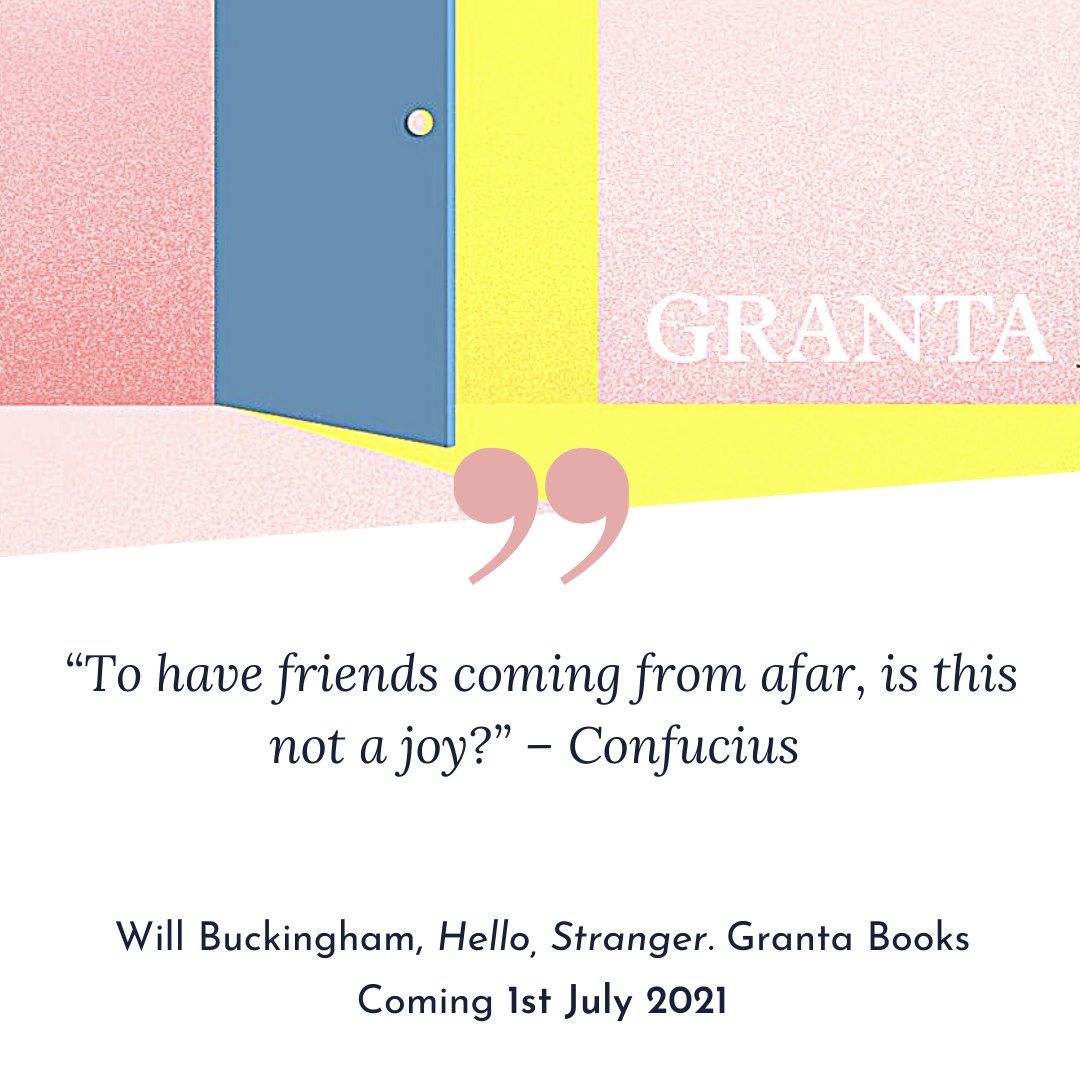 GRANTA
“To have friends coming from afar, is this
not a joy?” – Confucius
Will Buckingham, Hello, Stranger. Granta Books
Coming 1st July 2021